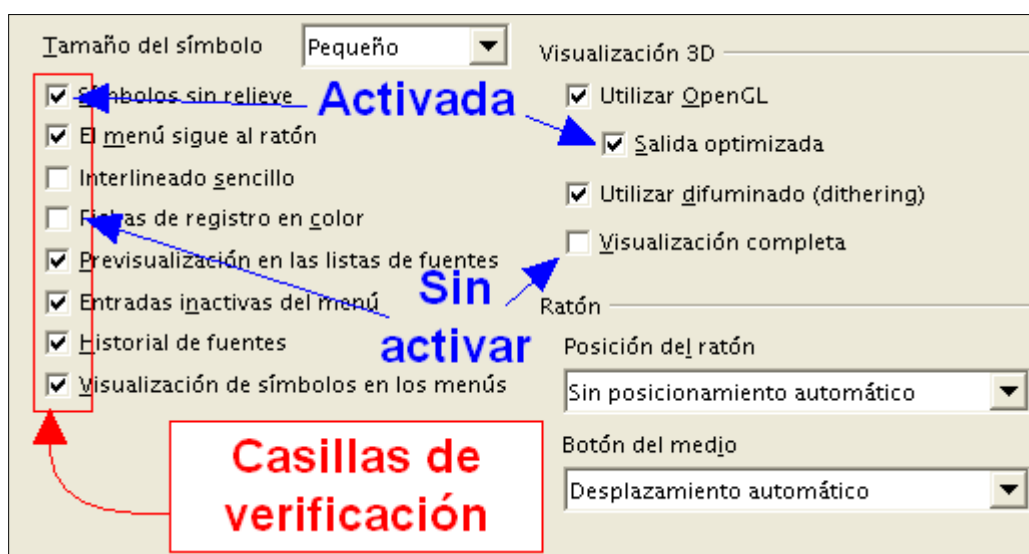 Tamaño del símbolo
Pequeño
Símbolos sin relieve
El menú sigue al ratón
Interlineado sencillo
Fichas de registro en color
Previsualización en las listas de fuentes
Entradas inactivas del menú
Historial de fuentes
Visualización de símbolos en los menús
Activada
Sin
activar
Casillas de
verificación
Visualización 3D
Utilizar OpenGL
Salida optimizada
Utilizar difuminado (dithering)
Visualización completa
Ratón
Posición del ratón
Sin posicionamiento automático
Botón del medio
Desplazamiento automático